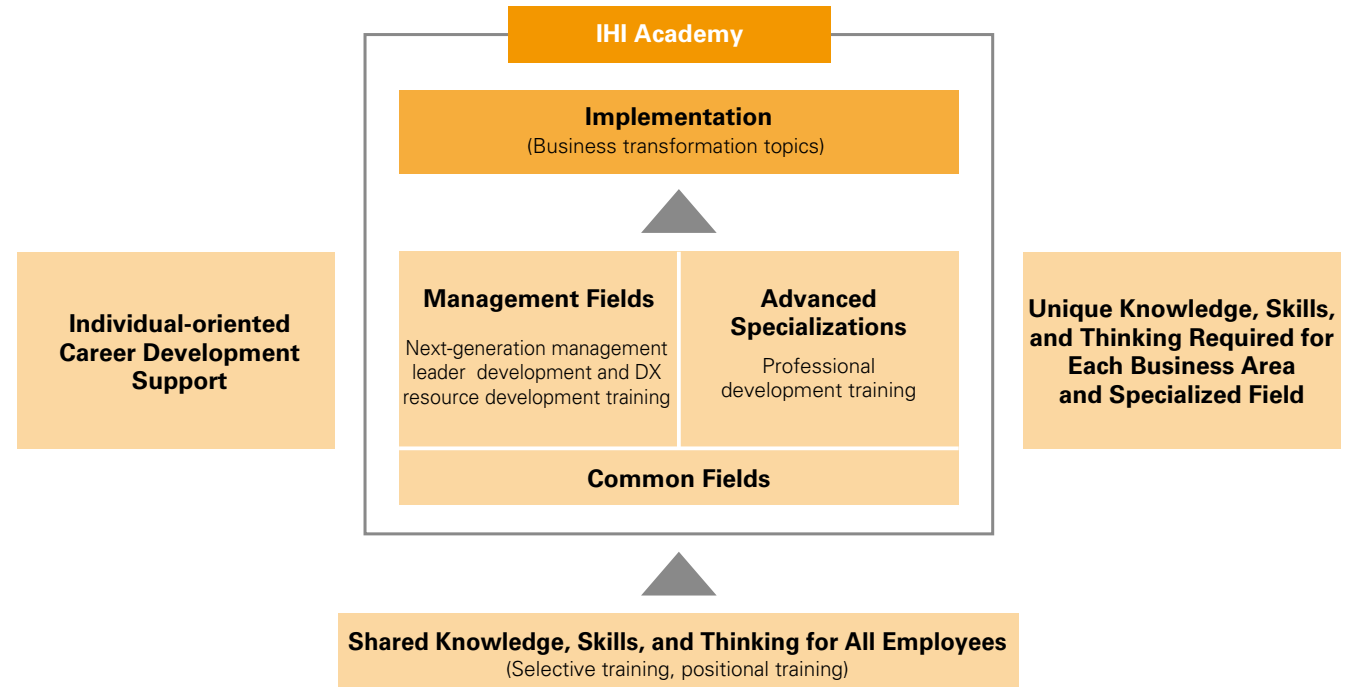 IHI Academy
Implementation
(Business transformation topics)
Individual-oriented
Career Development
Support
Management Fields
Next-generation management
leader development and DX
resource development training
Advanced
Specializations
Professional
development training
Common Fields
Unique Knowledge, Skills,
and Thinking Required for
Each Business Area
and Specialized Field
Shared Knowledge, Skills, and Thinking for All Employees
(Selective training, positional training)